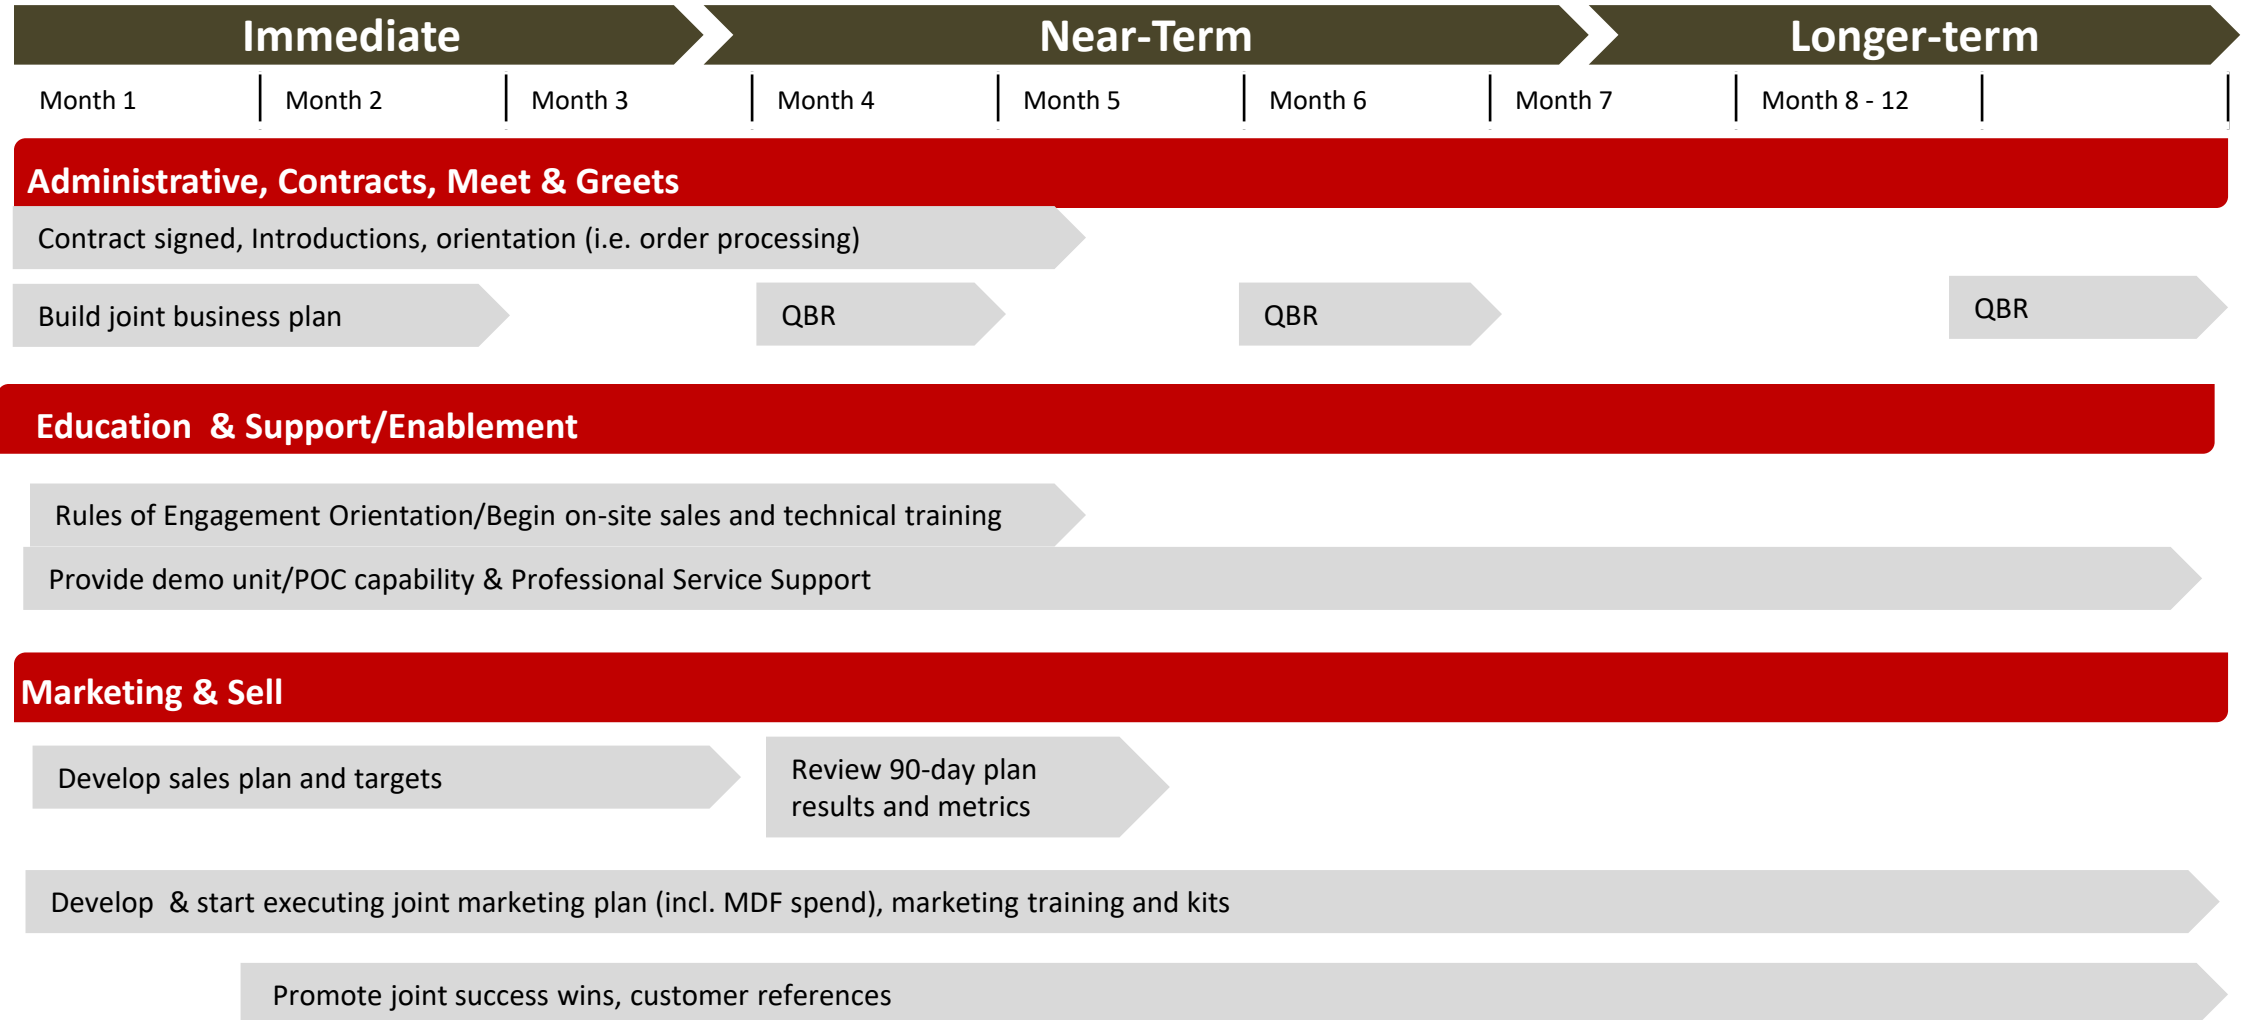 Immediate
Near-Term
Longer-term
Month 1
Month 2
Month 3
Month 4
Month 5
Month 6
Month 7
Month 8 - 12
Administrative, Contracts, Meet & Greets
Contract signed, Introductions, orientation (i.e. order processing)
Build joint business plan
QBR
QBR
QBR
Education  & Support/Enablement
Rules of Engagement Orientation/Begin on-site sales and technical training
Provide demo unit/POC capability & Professional Service Support
Marketing & Sell
Develop sales plan and targets
Review 90-day plan
results and metrics
Develop  & start executing joint marketing plan (incl. MDF spend), marketing training and kits
Promote joint success wins, customer references